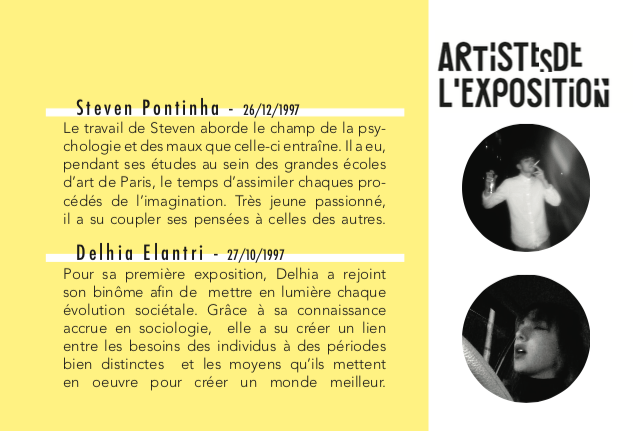 ARTISTES DE
L'EXPOSITION
Steven Pontinha - 26/12/1997
Le travail de Steven aborde le champ de la psy-
chologie et des maux que celle-ci entraîne. Il a eu,
pendant ses études au sein des grandes écoles
d'art de Paris, le temps d'assimiler chaques pro-
cédés de l'imagination. Très jeune passionné,
il a su coupler ses pensées à celles des autres.
Delhia Elantri - 27/10/1997
Pour sa première exposition, Delhia a rejoint
son binôme afin de mettre en lumière chaque
évolution sociétale. Grâce à sa connaissance
accrue en sociologie, elle a su créer un lien
entre les besoins des individus à des périodes
bien distinctes et les moyens qu'ils mettent
en oeuvre pour créer un monde meilleur.